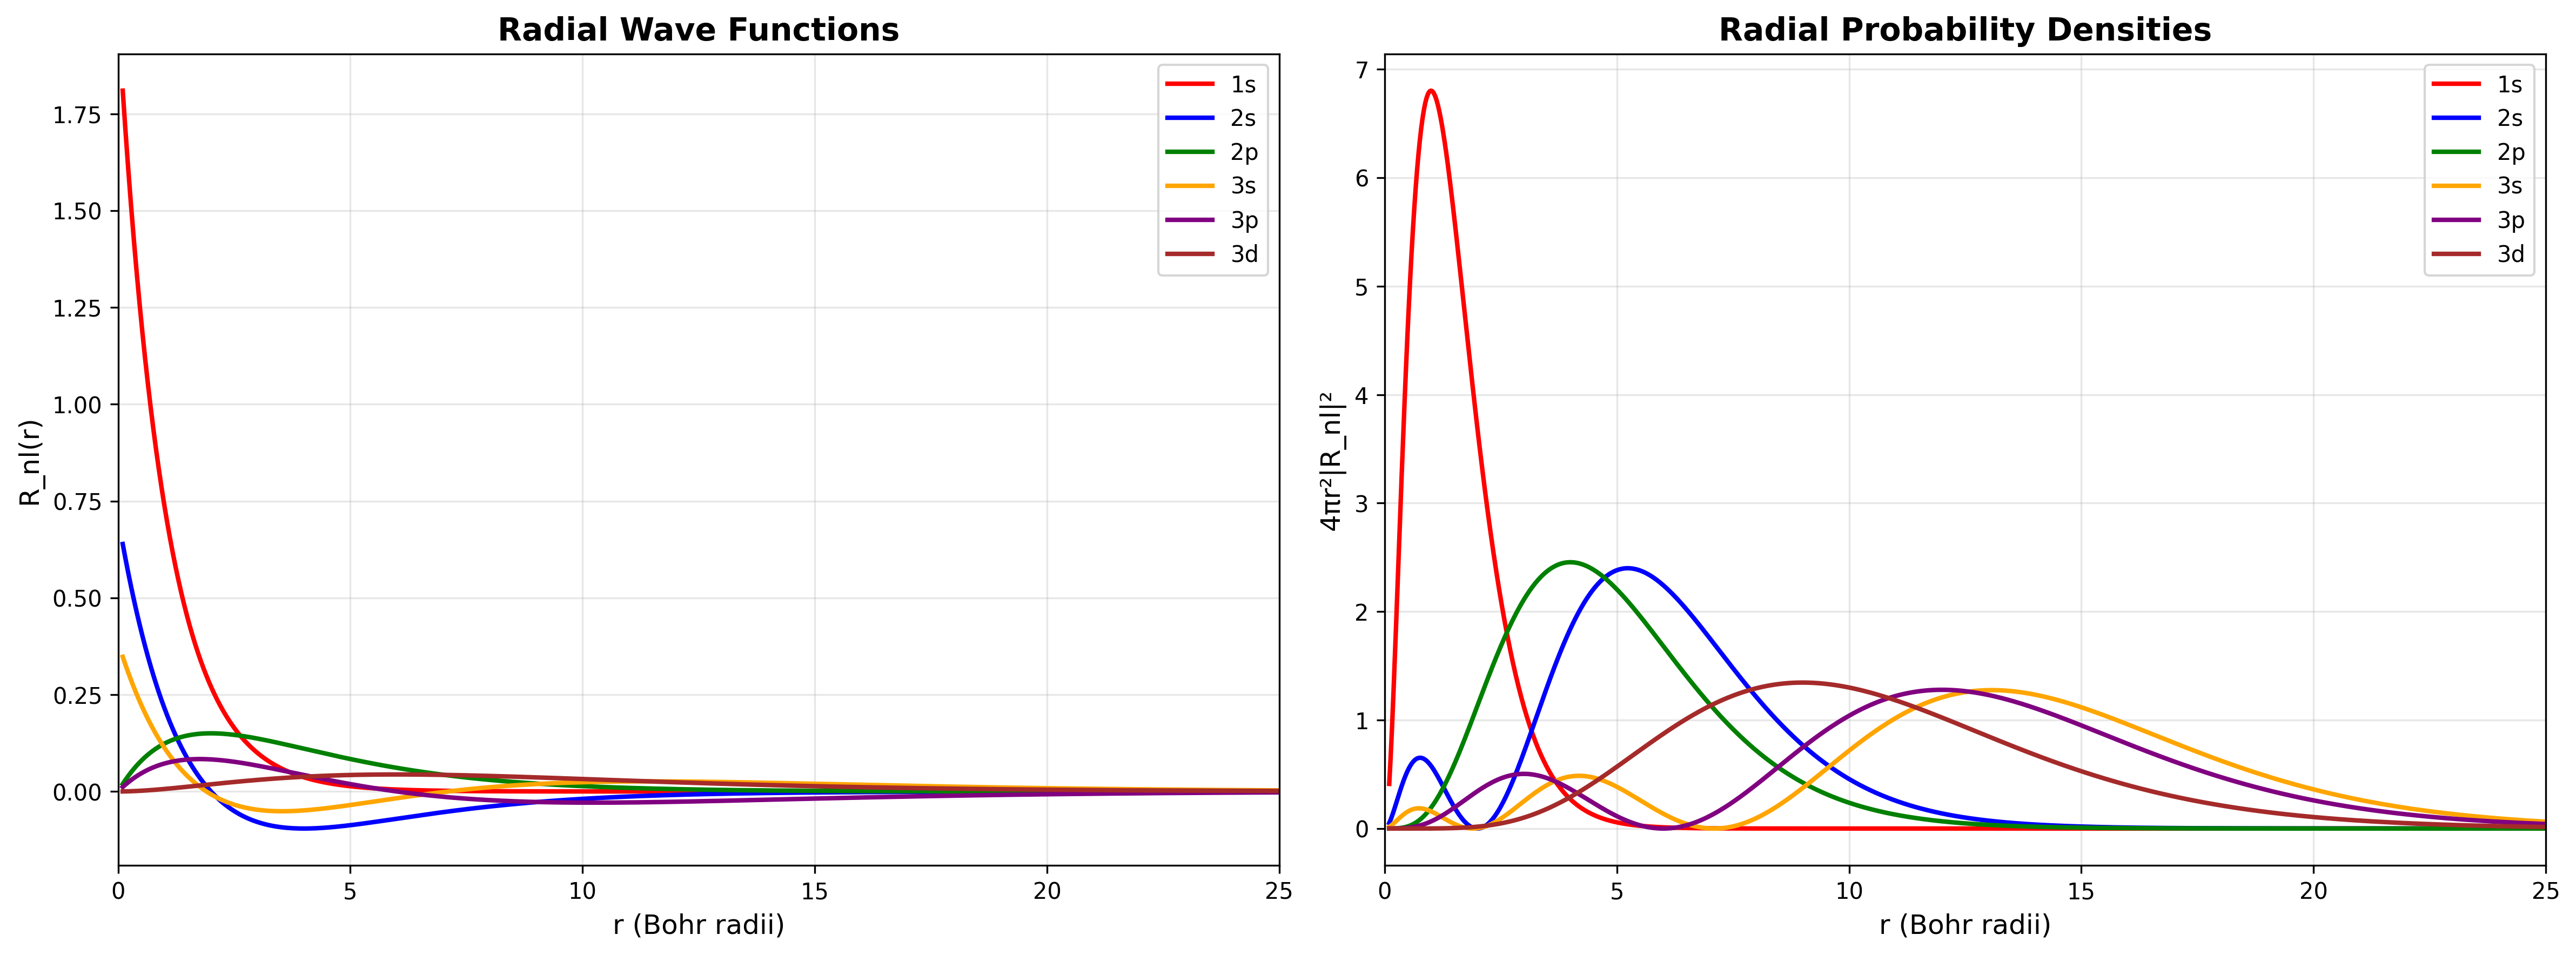 Radial Wave Functions
R_nl(r)
1.75
1.50
1.25
1.00
0.75
0.50
0.25
0.00
0 5 10 15 20 25
r (Bohr radii)
1s
2s
2p
3s
3p
3d
Radial Probability Densities
4πr²|R_nl|²
7
6
5
4
3
2
1
0
0 5 10 15 20 25
r (Bohr radii)
1s
2s
2p
3s
3p
3d